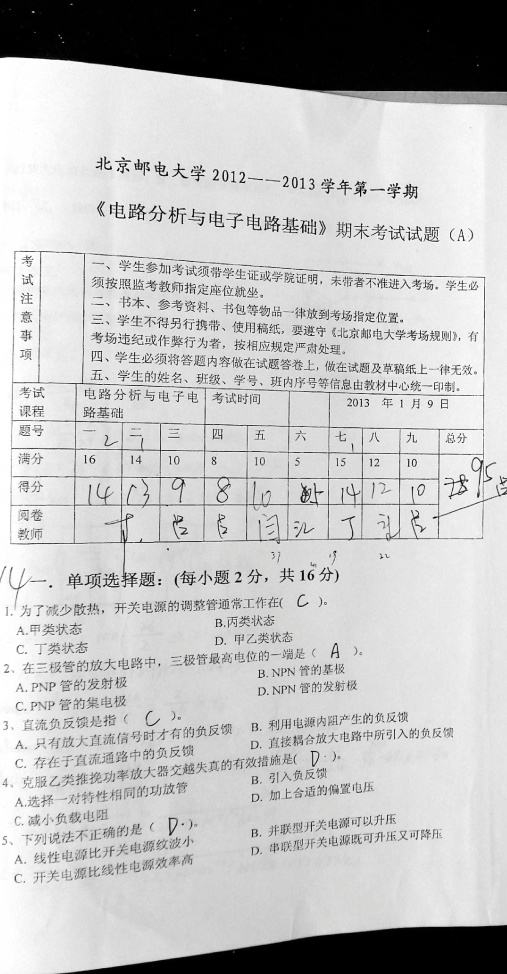 北京邮电大学2012——2013学年第一学期
《电路分析与电子电路基础》期末考试试题（A）
考试注意事项
一、学生参加考试须带学生证或学院证明，未带者不准进入考场。学生必
须按照监考教师指定座位就坐。
二、书本、参考资料、书包等物品一律放到考场指定位置。
三、学生不得另行携带、使用稿纸，要遵守《北京邮电大学考场规则》，有
考场违纪或作弊行为者，按相应规定严肃处理。
四、学生必须将答题内容做在试题答卷上，做在试题及草稿纸上一律无效。
五、学生的姓名、班级、学号、班内序号等信息由教材中心统一印制。
考试 电路分析与电子电 考试时间 2013 年 1 月 9 日
课程 路基础
题号 一 2 二 1 三 四 五 六 七 1 八 九 总分
满分 16 14 10 8 10 5 15 12 10
得分 14 13 9 8 10 5 14 12 10 95
阅卷
教师
14 一．单项选择题：(每小题 2 分，共 16 分)
1. 为了减少散热，开关电源的调整管通常工作在( C )。
A.甲类状态 B.丙类状态
C. 丁类状态 D. 甲乙类状态
2、在三极管的放大电路中，三极管最高电位的一端是（ A ）。
A. PNP 管的发射极 B. NPN 管的基极
C. PNP 管的集电极 D. NPN 管的发射极
3、直流负反馈是指（ C ）。
A. 只有放大直流信号时才有的负反馈 B. 利用电源内阻产生的负反馈
C. 存在于直流通路中的负反馈 D. 直接耦合放大电路中所引入的负反馈
4、克服乙类推挽功率放大器交越失真的有效措施是( D )。
A.选择一对特性相同的功放管 B. 引入负反馈
C. 减小负载电阻 D. 加上合适的偏置电压
5、下列说法不正确的是（ D ）。
A. 线性电源比开关电源纹波小 B. 并联型开关电源可以升压
C. 开关电源比线性电源效率高 D. 串联型开关电源既可升压又可降压